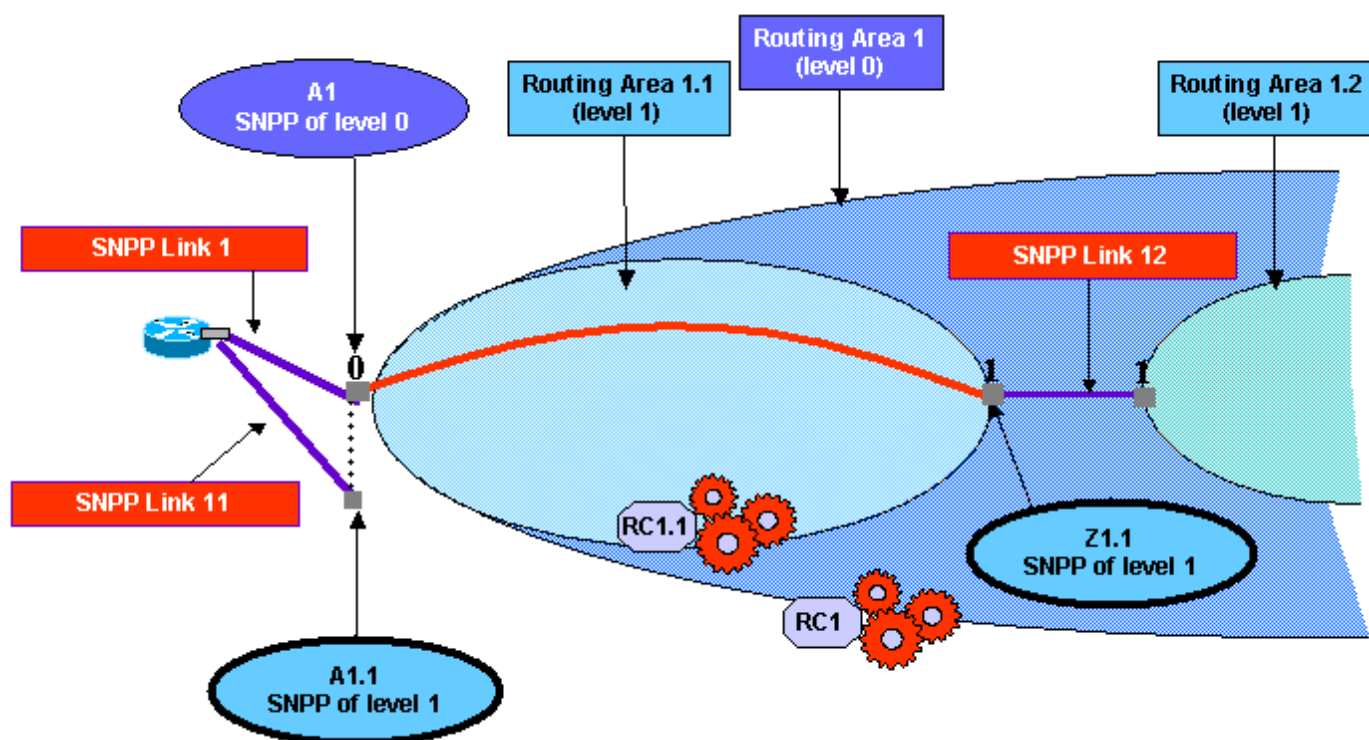 Routing Area 1
(level 0)
Routing Area 1.1
(level 1)
Routing Area 1.2
(level 1)
A1
SNPP of level 0
SNPP Link 1
SNPP Link 12
0
1
1
SNPP Link 11
RC1.1
Z1.1
SNPP of level 1
RC1
A1.1
SNPP of level 1